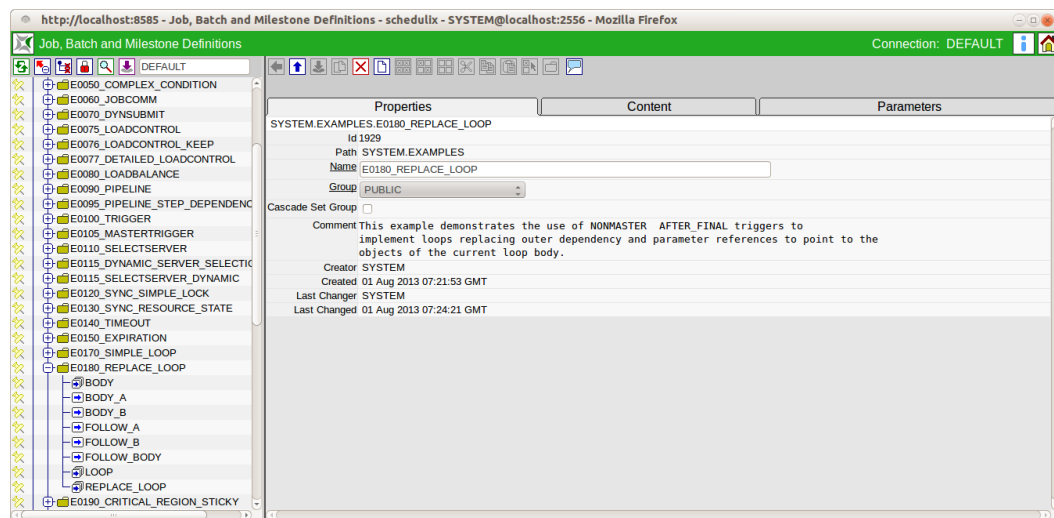 http://localhost:8585 - Job, Batch and Milestone Definitions - schedulix - SYSTEM@localhost:2556 - Mozilla Firefox
Job, Batch and Milestone Definitions
Connection: DEFAULT
DEFAULT
E0050_COMPLEX_CONDITION
E0060_JOBCOMM
E0070_DYNSUBMIT
E0075_LOADCONTROL
E0076_LOADCONTROL_KEEP
E0077_DETAILED_LOADCONTROL
E0080_LOADBALANCE
E0090_PIPELINE
E0095_PIPELINE_STEP_DEPENDENC
E0100_TRIGGER
E0105_MASTERTRIGGER
E0110_SELECTSERVER
E0115_DYNAMIC_SERVER_SELECTIO
E0115_SELECTSERVER_DYNAMIC
E0120_SYNC_SIMPLE_LOCK
E0130_SYNC_RESOURCE_STATE
E0140_TIMEOUT
E0150_EXPIRATION
E0170_SIMPLE_LOOP
E0180_REPLACE_LOOP
BODY
BODY_A
BODY_B
FOLLOW_A
FOLLOW_B
FOLLOW_BODY
LOOP
REPLACE_LOOP
E0190_CRITICAL_REGION_STICKY
Properties
Content
Parameters
SYSTEM.EXAMPLES.E0180_REPLACE_LOOP
Id 1929
Path SYSTEM.EXAMPLES
Name E0180_REPLACE_LOOP
Group PUBLIC
Cascade Set Group
Comment This example demonstrates the use of NONMASTER AFTER_FINAL triggers to
implement loops replacing outer dependency and parameter references to point to the
objects of the current loop body.
Creator SYSTEM
Created 01 Aug 2013 07:21:53 GMT
Last Changer SYSTEM
Last Changed 01 Aug 2013 07:24:21 GMT